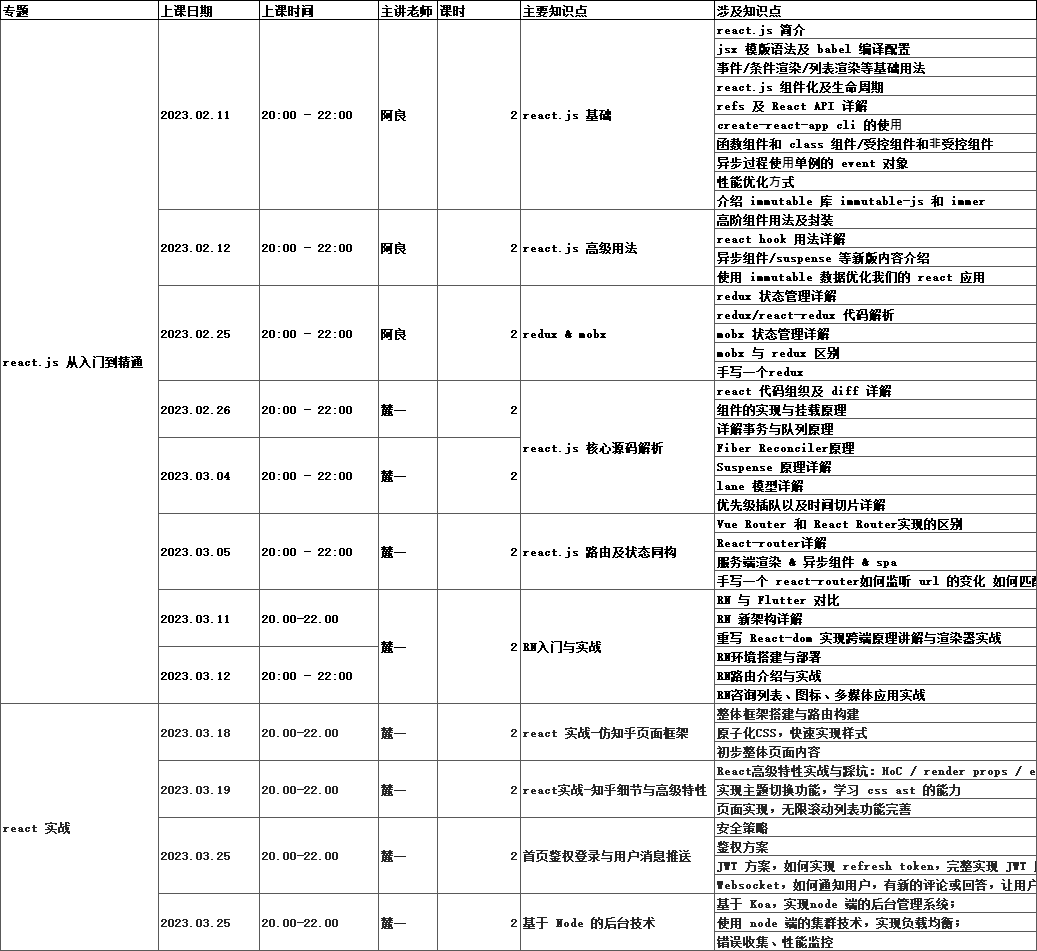 专题 上课日期 上课时间 主讲老师 课时 主要知识点 涉及知识点
react.js 简介
jsx 模版语法及 babel 编译配置
事件/条件渲染/列表渲染等基础用法
react.js 组件化及生命周期
refs 及 React API 详解
2023.02.11 20:00 - 22:00 阿良 2 react.js 基础
create-react-app cli 的使用
函数组件和 class 组件/受控组件和非受控组件
异步过程使用单例的 event 对象
性能优化方式
介绍 immutable 库 immutable-js 和 immer
高阶组件用法及封装
react hook 用法详解
2023.02.12 20:00 - 22:00 阿良 2 react.js 高级用法
异步组件/suspense 等新版内容介绍
使用 immutable 数据优化我们的 react 应用
redux 状态管理详解
redux/react-redux 代码解析
2023.02.25 20:00 - 22:00 阿良 2 redux & mobx mobx 状态管理详解
mobx 与 redux 区别
react.js 从入门到精通
手写一个redux
react 代码组织及 diff 详解
2023.02.26 20:00 - 22:00 蓝一 2 组件的实现与挂载原理
详解事务与队列原理
react.js 核心源码解析 Fiber Reconciler原理
Suspense 原理详解
2023.03.04 20:00 - 22:00 蓝一 2
lane 模型详解
优先级插队以及时间切片详解
Vue Router 和 React Router实现的区别
React-router详解
2023.03.05 20:00 - 22:00 蓝一 2 react.js 路由及状态同构
服务端渲染 & 异步组件 & spa
手写一个 react-router如何监听 url 的变化 如何匹配
RN 与 Flutter 对比
2023.03.11 20.00-22.00 RN 新架构详解
重写 React-dom 实现跨端原理讲解与渲染器实战
蓝一 2 RN入门与实战
RN环境搭建与部署
2023.03.12 20:00 - 22:00 RN路由介绍与实战
RN咨询列表、图标、多媒体应用实战
整体框架搭建与路由构建
2023.03.18 20.00-22.00 蓝一 2 react 实战-仿知乎页面框架 原子化CSS，快速实现样式
初步整体页面内容
React高级特性实战与踩坑：HoC / render props / e
2023.03.19 20.00-22.00 蓝一 2 react实战-知乎细节与高级特性 实现主题切换功能，学习 css ast 的能力
页面实现，无限滚动列表功能完善
react 实战
安全策略
鉴权方案
2023.03.25 20.00-22.00 蓝一 2 首页鉴权登录与用户消息推送
JWT 方案，如何实现 refresh token，完整实现 JWT
Websocket，如何通知用户，有新的评论或回答，让用户
基于 Koa，实现node 端的后台管理系统；
2023.03.25 20.00-22.00 蓝一 2 基于 Node 的后台技术 使用 node 端的集群技术，实现负载均衡；
错误收集、性能监控